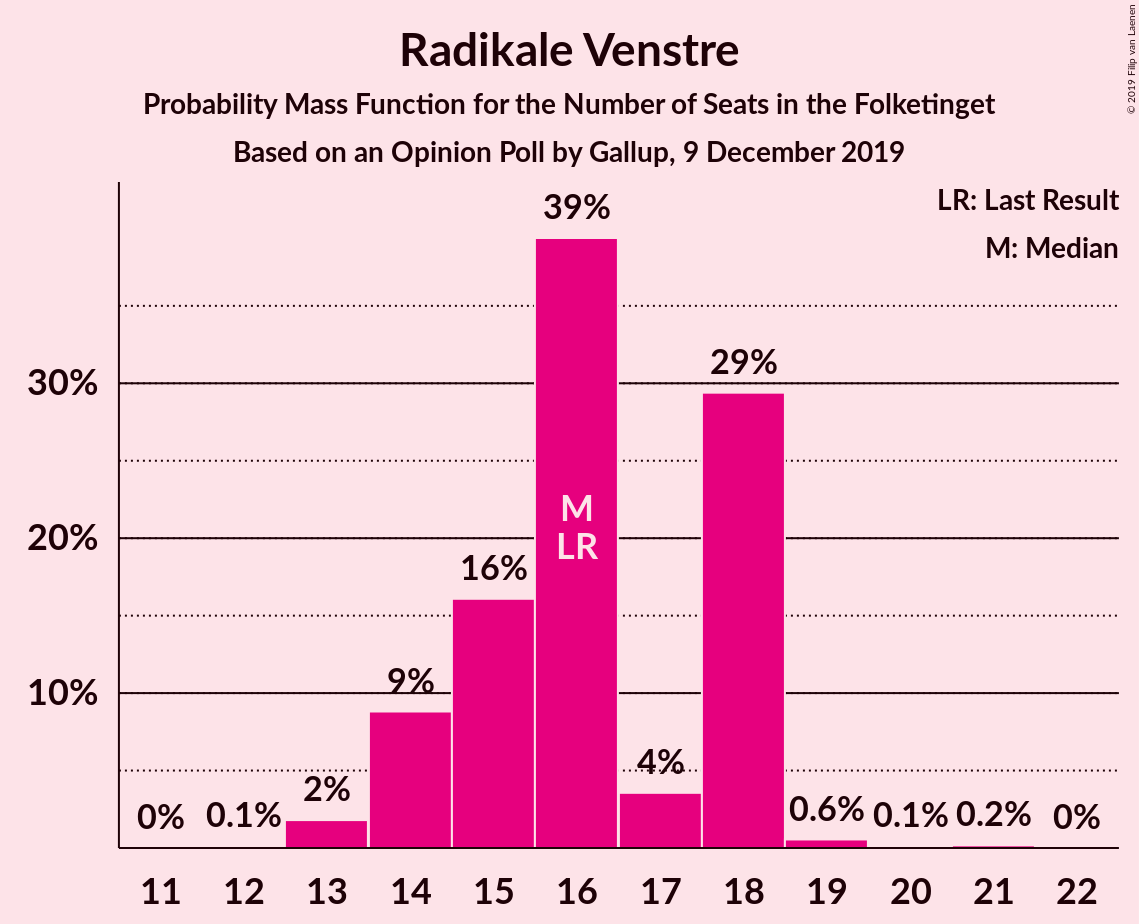 Radikale Venstre
Probability Mass Function for the Number of Seats in the Folketinget
Based on an Opinion Poll by Gallup, 9 December 2019
© 2019 Filip van Laenen
LR: Last Result
M: Median
39%
30%
29%
20%
M
LR
16%
10%
9%
4%
2%
0%
0.1%
0.6%
0.1%
0.2%
0%
11 12 13 14 15 16 17 18 19 20 21 22